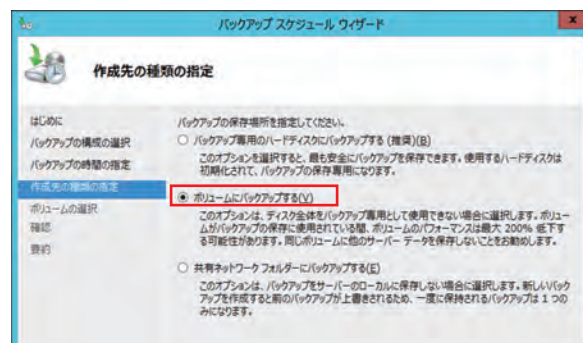 バックアップ スケジュール ウィザード
x
作成先の種類の指定
はじめに
バックアップの構成の選択
バックアップの時間の指定
作成先の種類の指定
ボリュームの選択
確認
要約
バックアップの保存場所を指定してください。
バックアップ専用のハードディスクにバックアップする (推奨)(B)
このオプションを選択すると、最も安全にバックアップを保存できます。使用するハードディスクは
初期化されて、バックアップの保存専用になります。
ボリュームにバックアップする(V)
このオプションは、ディスク全体をバックアップ専用として使用できない場合に選択します。ボリュー
ムがバックアップの保存に使用されている間、ボリュームのパフォーマンスは最大 200% 低下す
る可能性があります。同じボリュームに他のサーバー データを保存しないことをお勧めします。
共有ネットワーク フォルダーにバックアップする(E)
このオプションは、バックアップをサーバーのローカルに保存しない場合に選択します。新しいバック
アップを作成すると前のバックアップが上書きされるため、一度に保持されるバックアップは 1 つの
みになります。